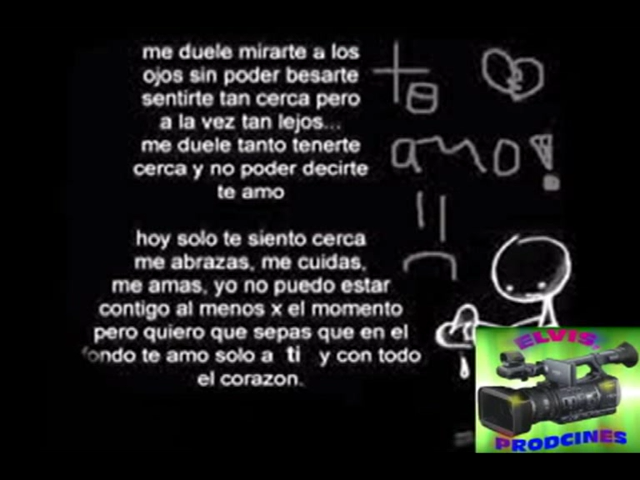 me duele mirarte a los
ojos sin poder besarte
sentirte tan cerca pero
a la vez tan lejos...
me duele tanto tenerte
cerca y no poder decirte
te amo
te
amo!
hoy solo te siento cerca
me abrazas, me cuidas,
me amas, yo no puedo estar
contigo al menos x el momento
pero quiero que sepas que en el
fondo te amo solo a ti y con todo
el corazon.
ELVIS.
PRODCINES